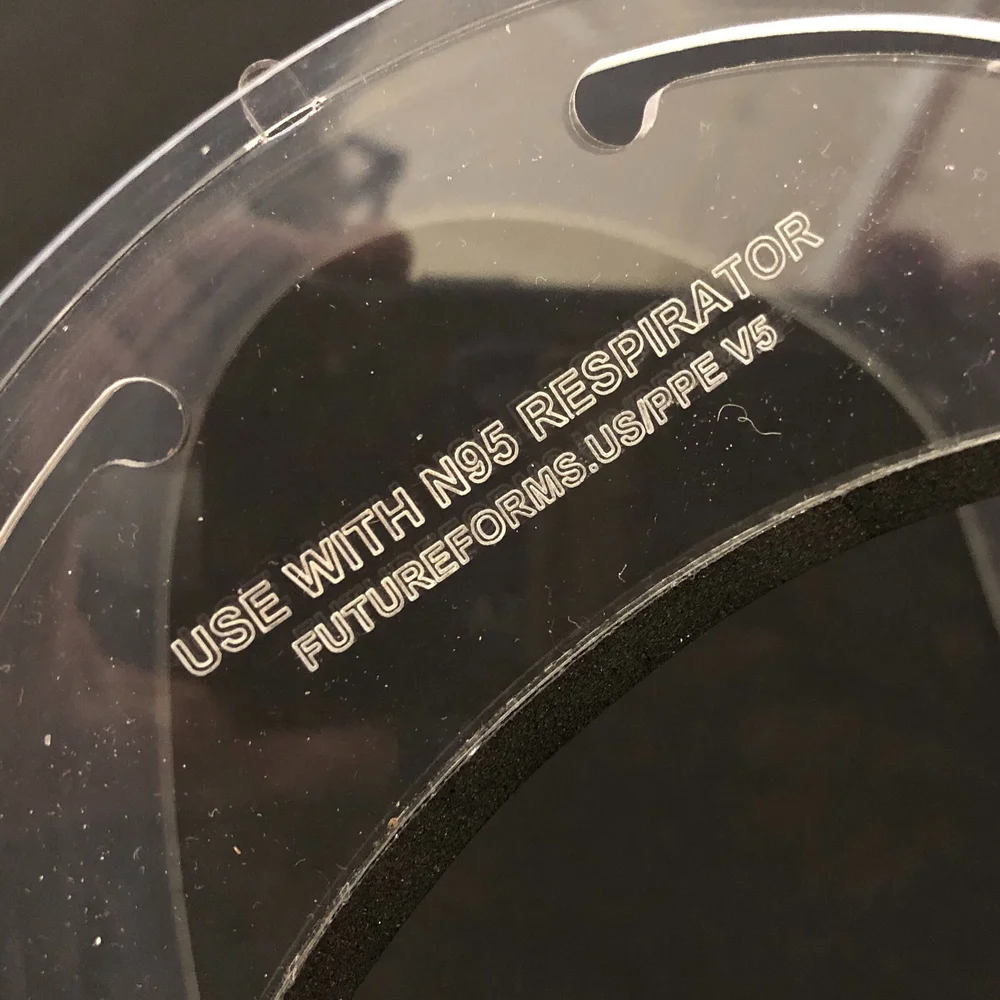 USE WITH N95 RESPIRATOR
FUTUREFORMS.US/PPE V5